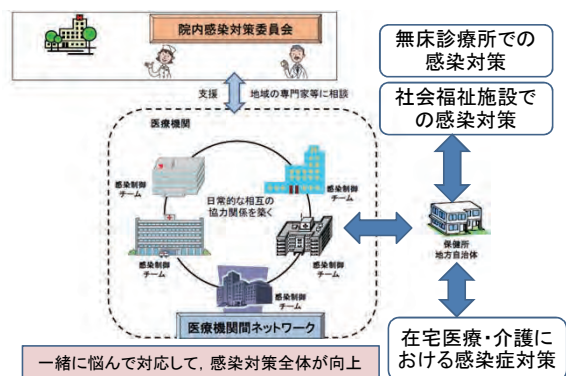 院内感染対策委員会
支援
地域の専門家等に相談
医療機関
感染制御
チーム
感染制御
チーム
日常的な相互の
協力関係を築く
感染制御
チーム
感染制御
チーム
感染制御
チーム
医療機関間ネットワーク
一緒に悩んで対応して，感染対策全体が向上
無床診療所での
感染対策
社会福祉施設で
の感染対策
保健所
地方自治体
在宅医療・介護に
おける感染症対策